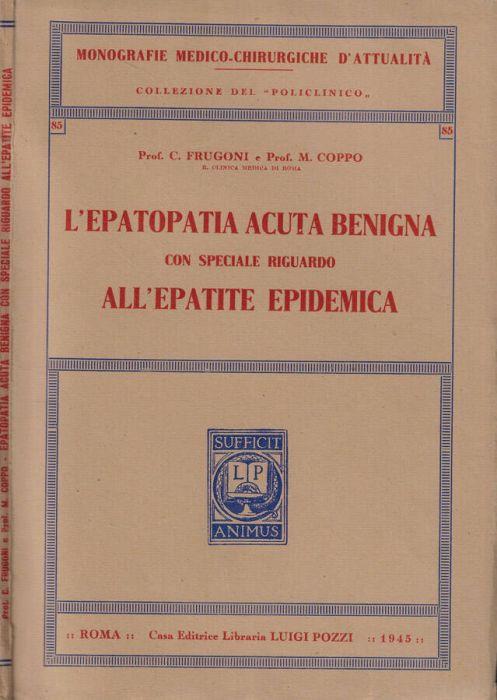 MONOGRAFIE MEDICO-CHIRURGICHE D'ATTUALITÀ
COLLEZIONE DEL "POLICLINICO„
85
85
Prof. C. FRUGONI e Prof. M. COPPO
R. CLINICA MEDICA DI ROMA
L'EPATOPATIA ACUTA BENIGNA
CON SPECIALE RIGUARDO
ALL'EPATITE EPIDEMICA
SUFFICIT
L P
ANIMUS
:: ROMA :: Casa Editrice Libraria LUIGI POZZI :: 1945 ::
Prof. C. FRUGONI e Prof. M. COPPO - EPATOPATIA ACUTA BENIGNA CON SPECIALE RIGUARDO ALL'EPATITE EPIDEMICA